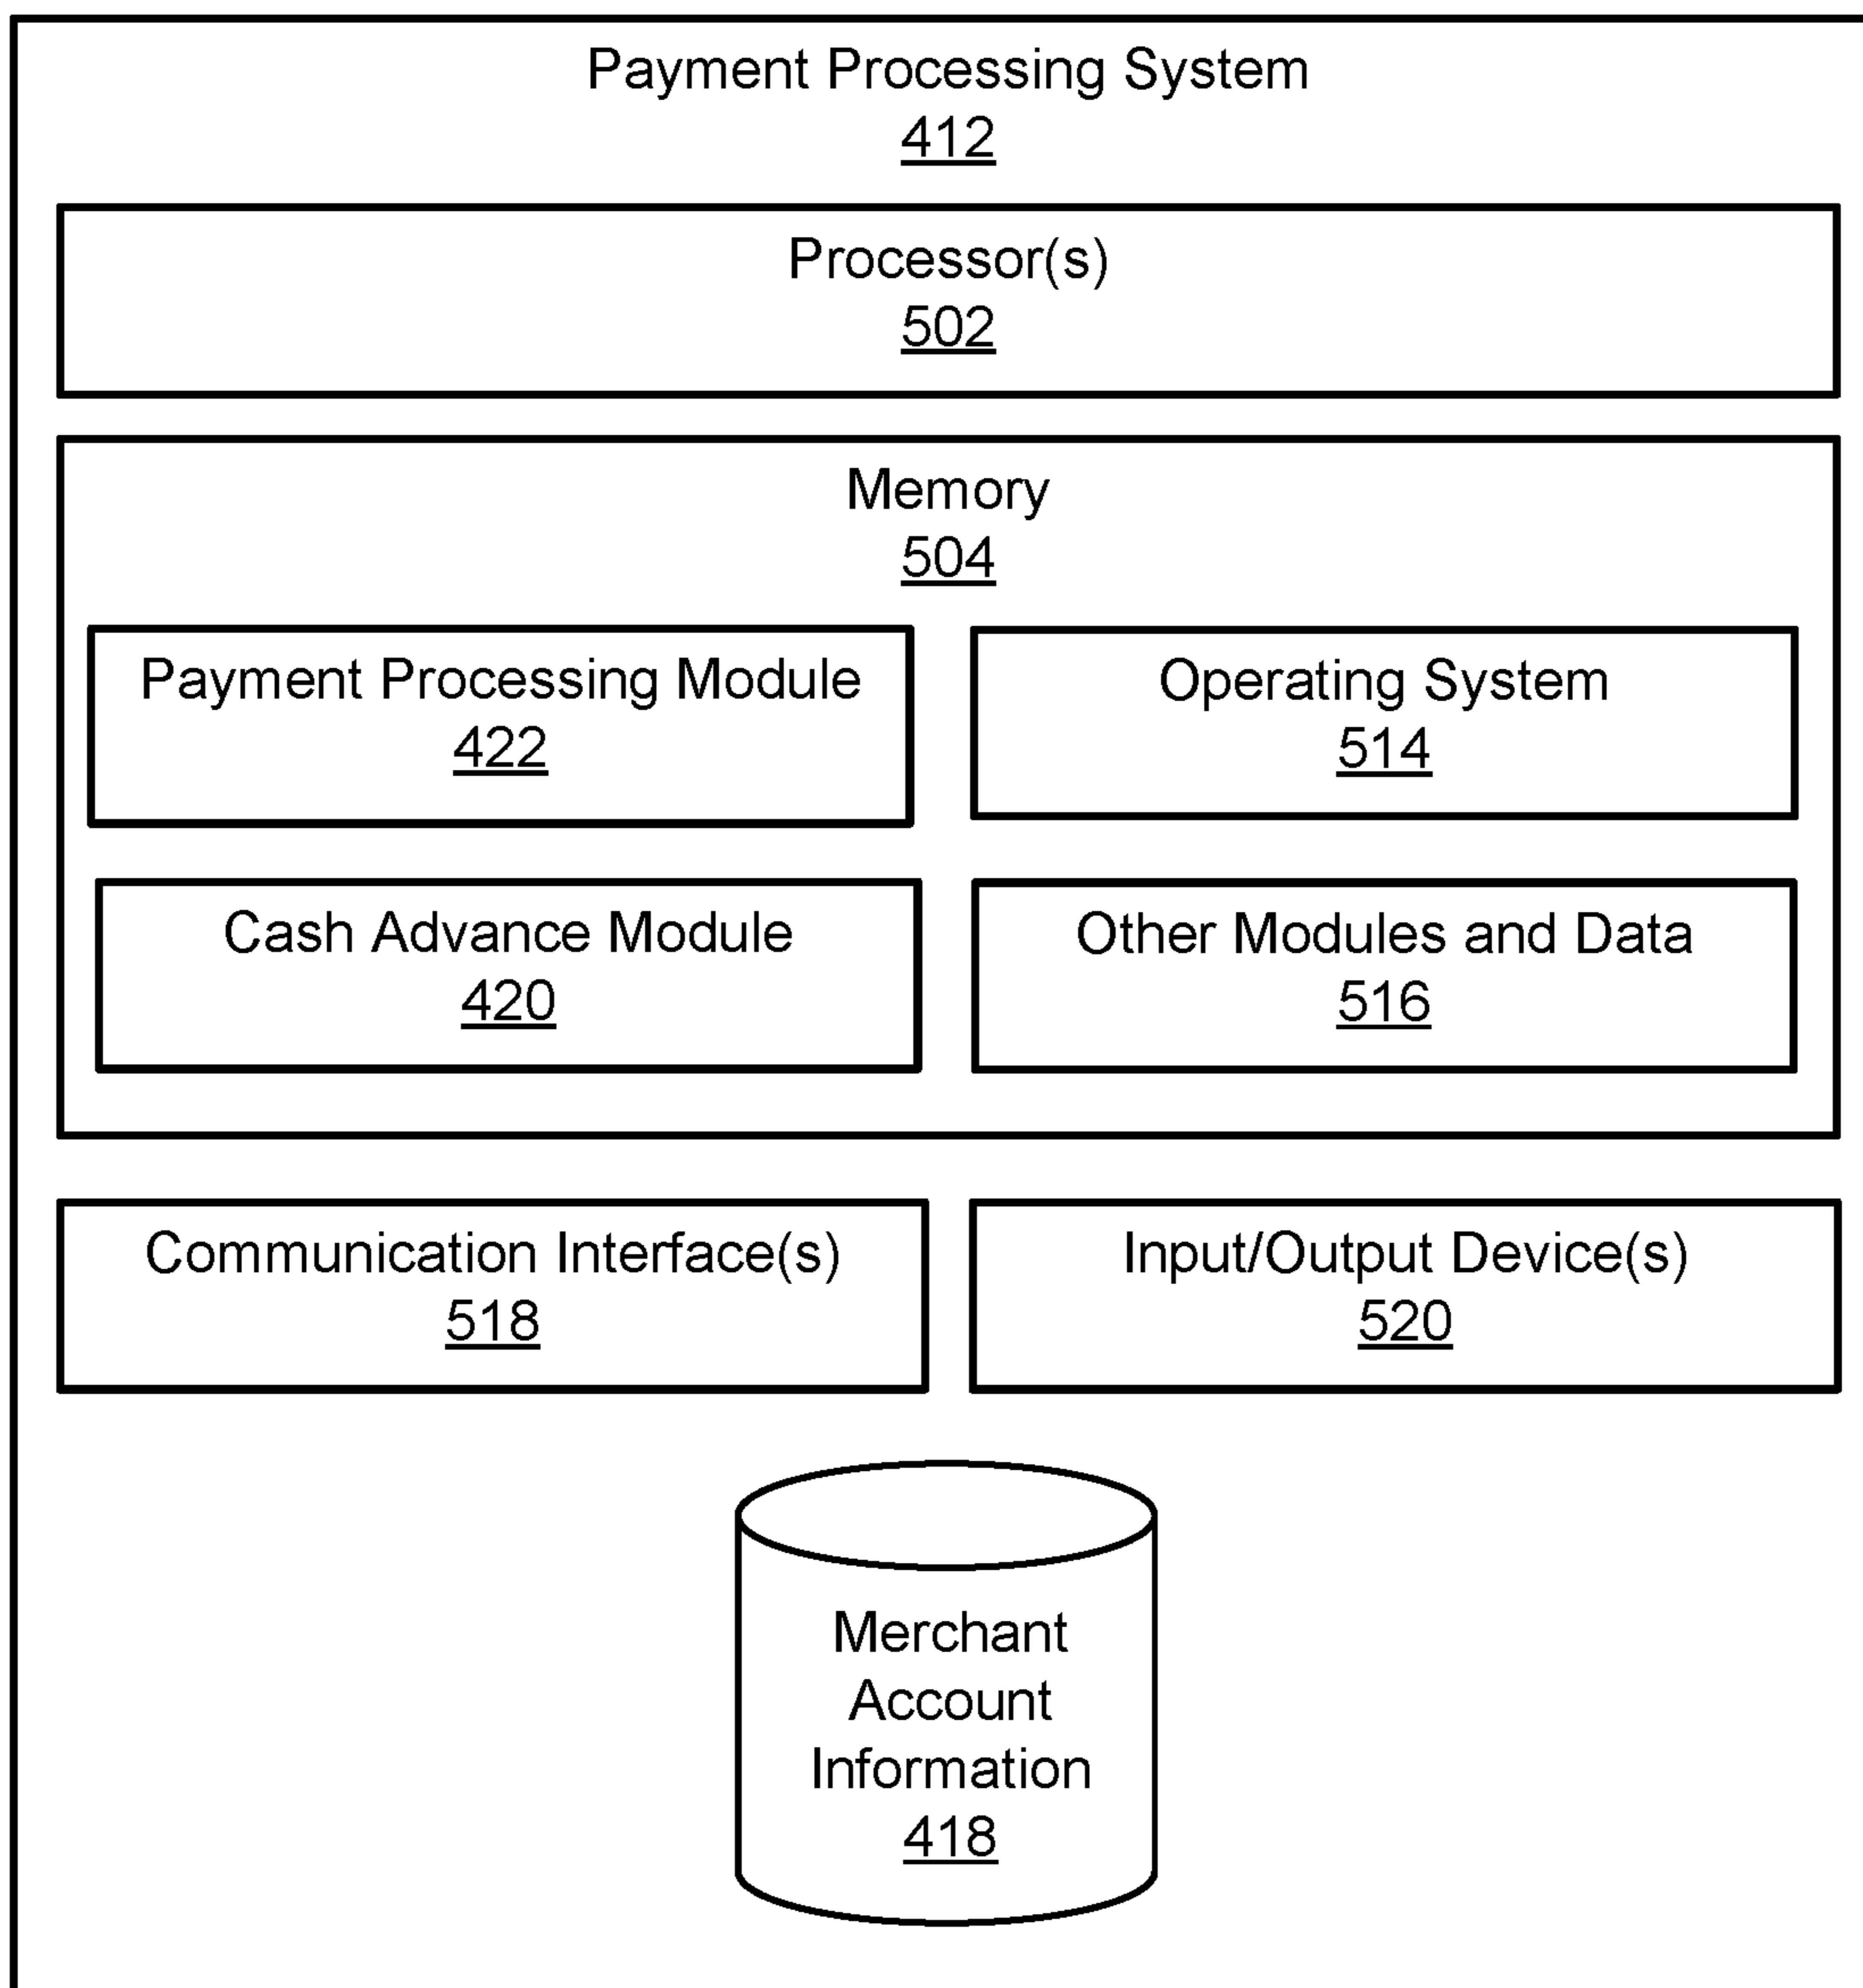 Payment Processing System
412
Processor(s)
502
Memory
504
Payment Processing Module
422
Operating System
514
Cash Advance Module
420
Other Modules and Data
516
Communication Interface(s)
518
Input/Output Device(s)
520
Merchant
Account
Information
418